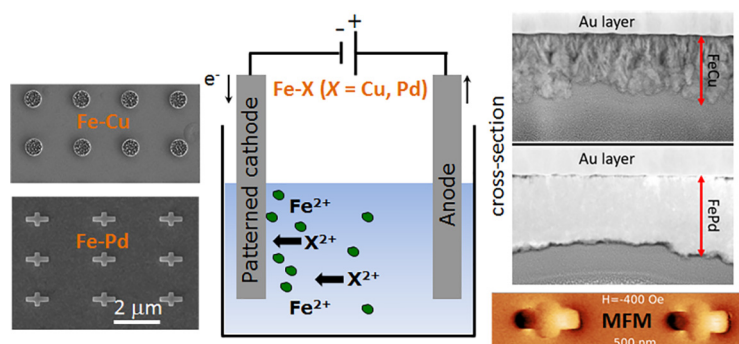 Fe-Cu
Fe-Pd
2 μm
- +
e-
Fe-X (X = Cu, Pd)
Patterned cathode
Anode
Fe2+
X2+
X2+
Fe2+
cross-section
Au layer
FeCu
Au layer
FePd
H=-400 Oe
MFM
500 nm